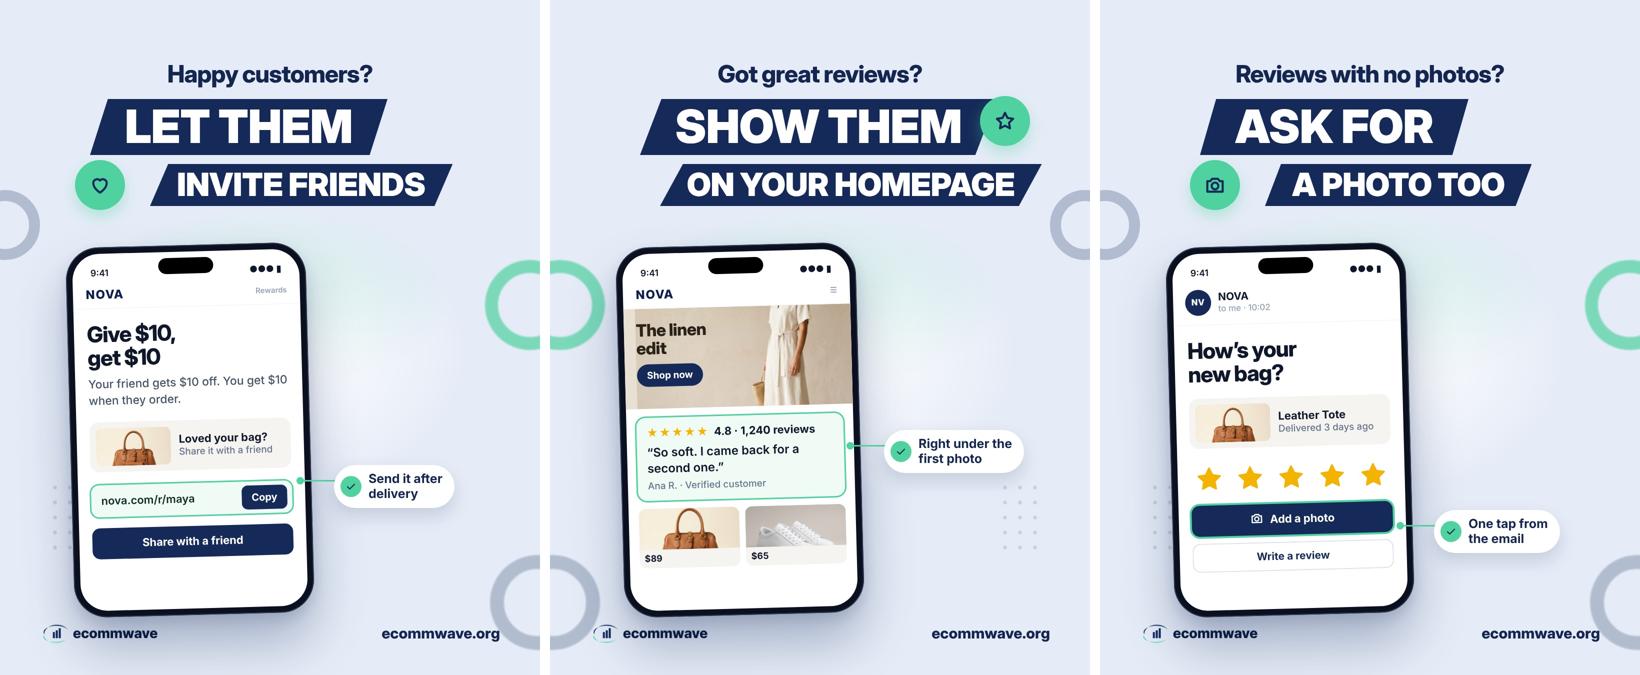 Happy customers?
LET THEM
INVITE FRIENDS
9:41
NOVA
Rewards
Give $10,
get $10
Your friend gets $10 off. You get $10
when they order.
Loved your bag?
Share it with a friend
nova.com/r/maya
Copy
Share with a friend
Send it after
delivery
ecommwave
ecommwave.org
Got great reviews?
SHOW THEM
ON YOUR HOMEPAGE
9:41
NOVA
The linen
edit
Shop now
4.8 · 1,240 reviews
“So soft. I came back for a
second one.”
Ana R. · Verified customer
$89
$65
Right under the
first photo
ecommwave
ecommwave.org
Reviews with no photos?
ASK FOR
A PHOTO TOO
9:41
NV
NOVA
to me · 10:02
How’s your
new bag?
Leather Tote
Delivered 3 days ago
Add a photo
Write a review
One tap from
the email
ecommwave
ecommwave.org